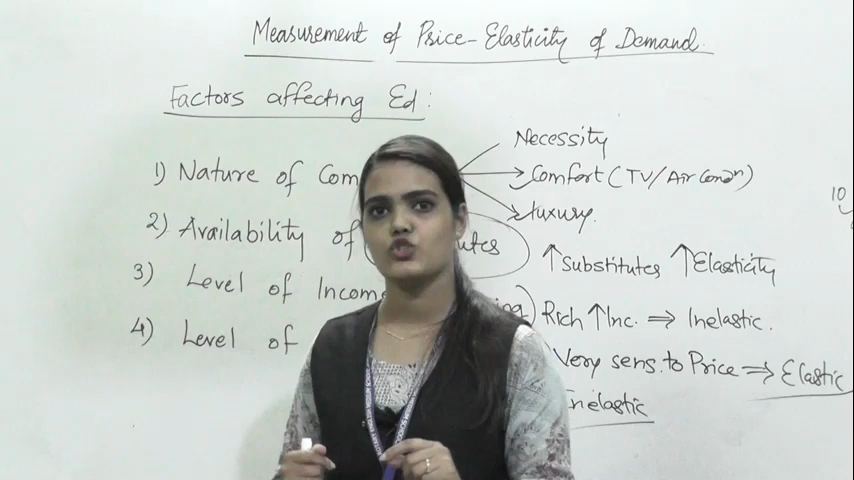 Measurement of Price-Elasticity of Demand.
Factors affecting Ed:
Necessity
1) Nature of Com
Comfort (TV/Air Condn)
Luxury.
10
2) Availability of utes
↑Substitutes ↑Elasticity
3) Level of Income
Rich ↑Inc. ⇒ Inelastic.
4) Level of
Very sens. to Price ⇒ Elastic
Inelastic